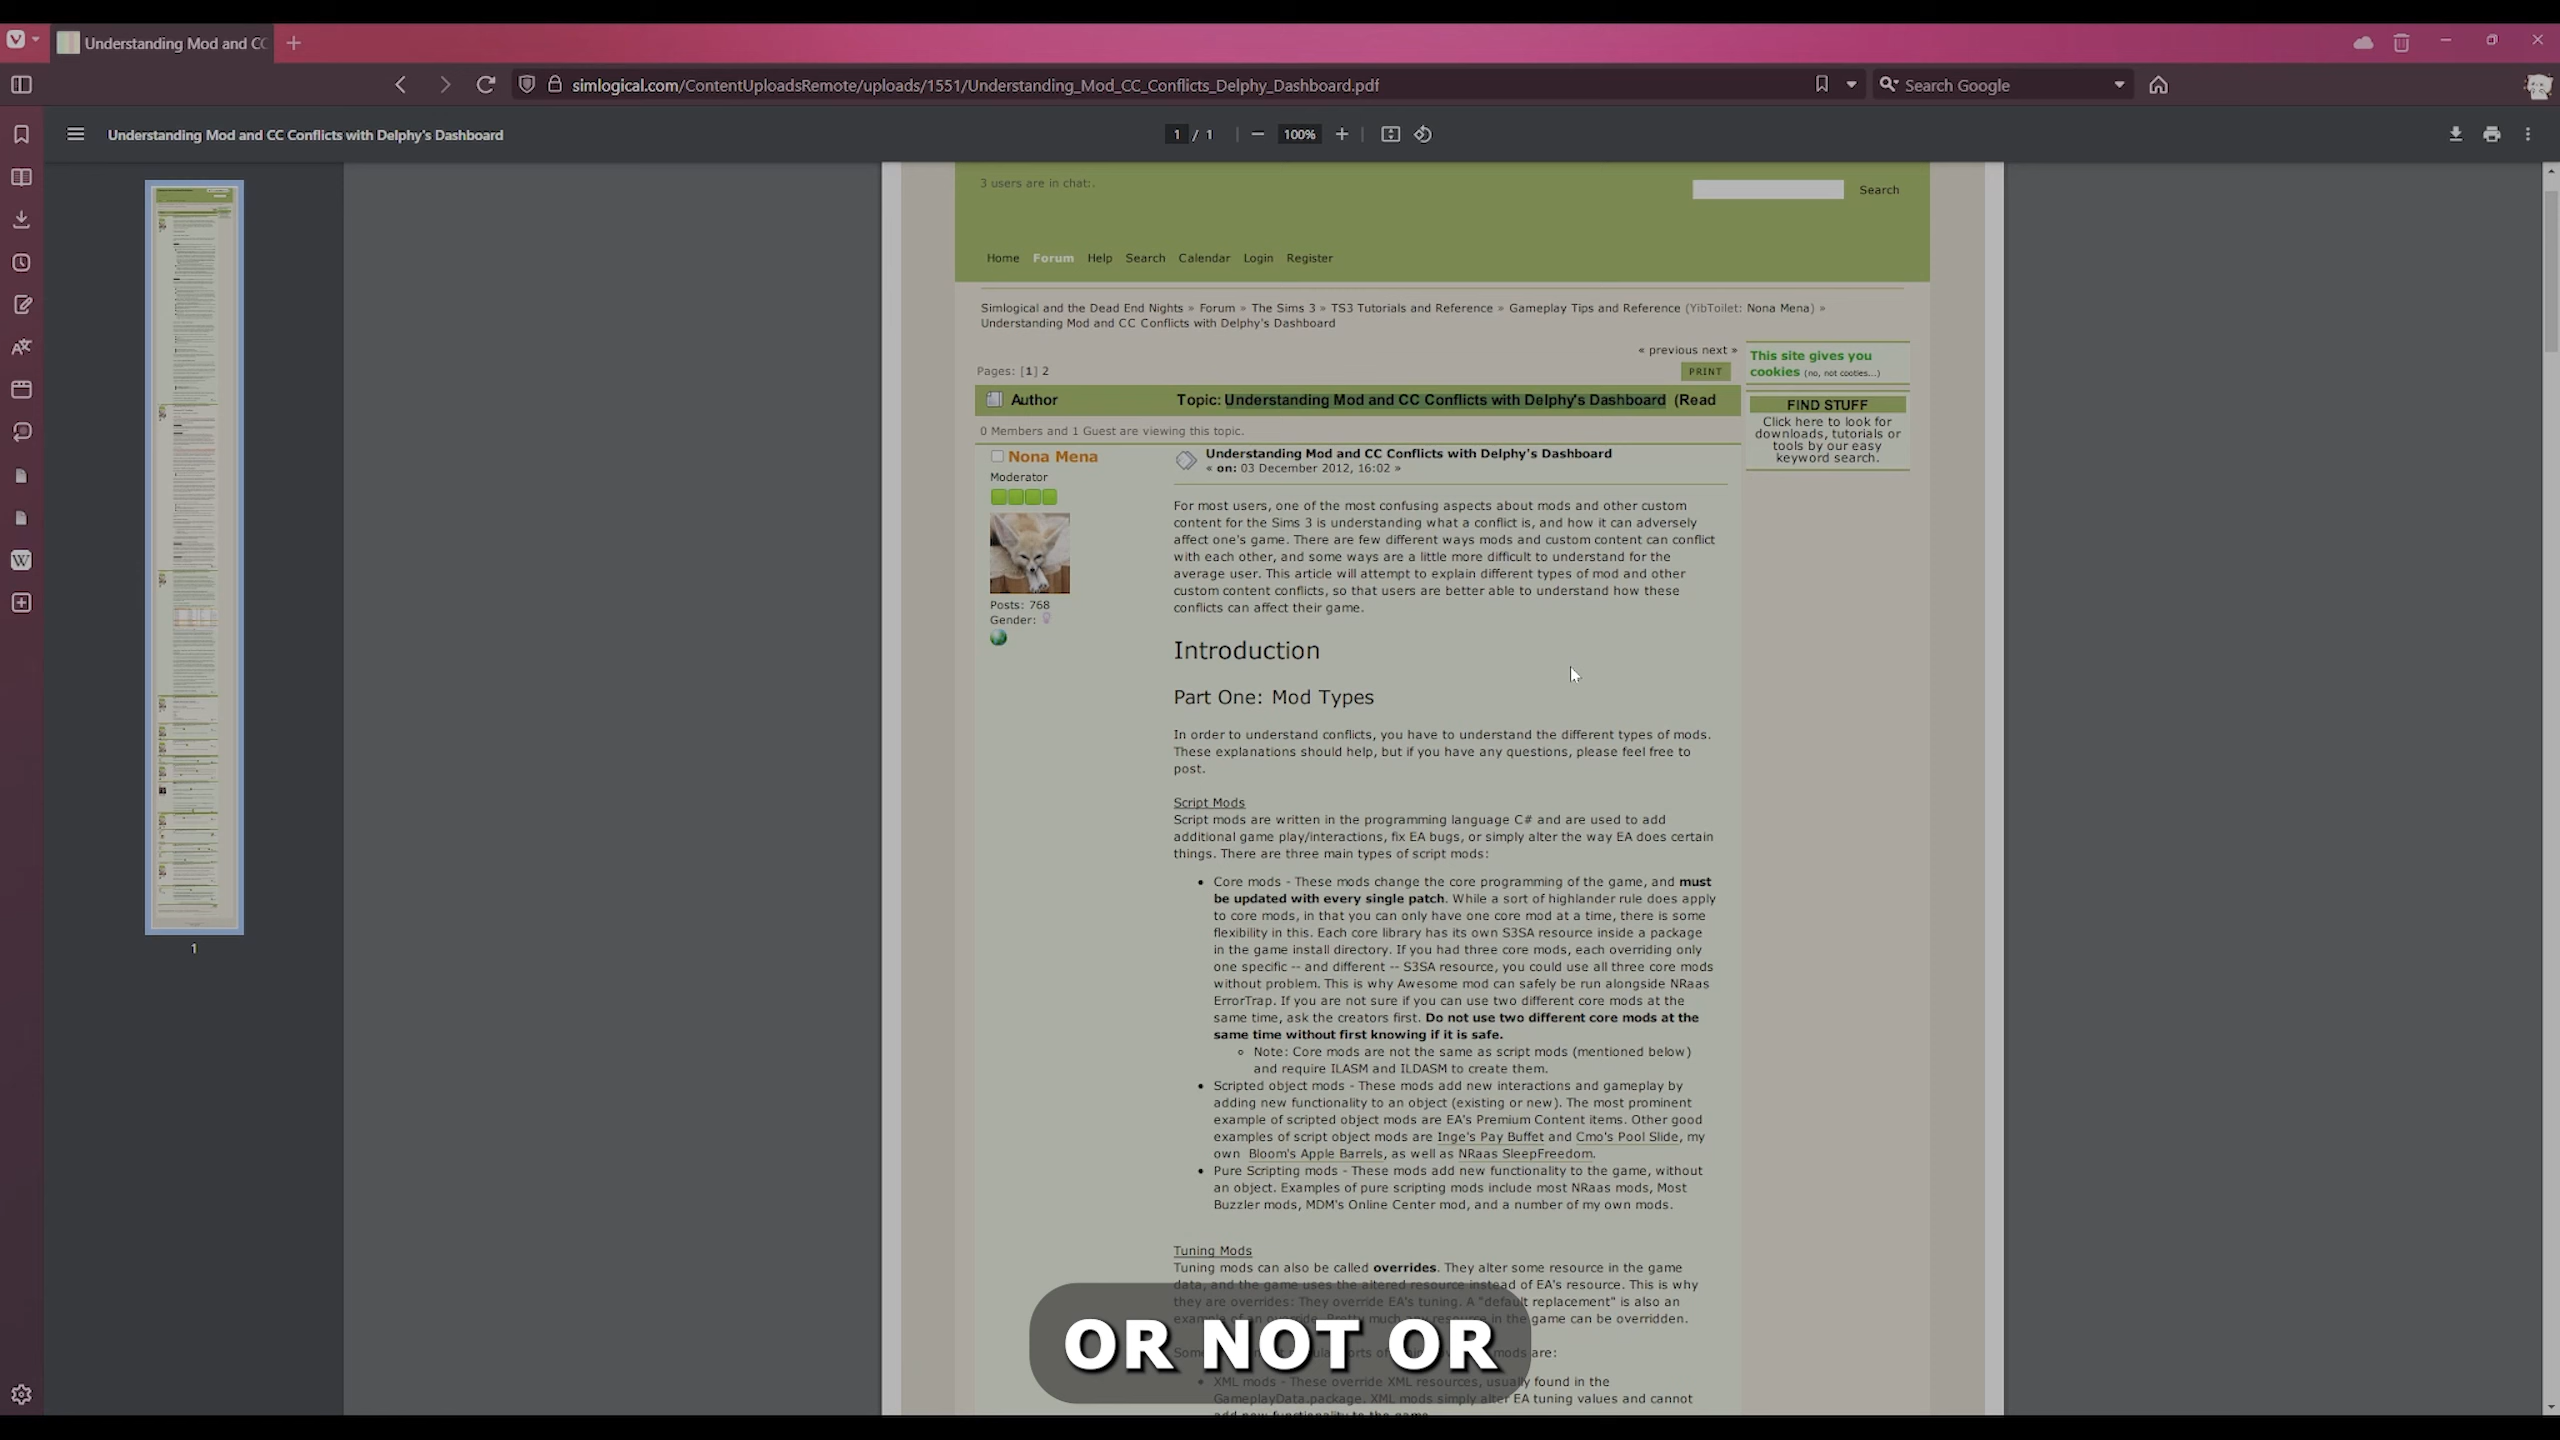 Understanding Mod and CC
simlogical.com/ContentUploadsRemote/uploads/1551/Understanding_Mod_CC_Conflicts_Delphy_Dashboard.pdf
Search Google
Understanding Mod and CC Conflicts with Delphy's Dashboard
1 / 1
100%
1
3 users are in chat:.
Search
Home Forum Help Search Calendar Login Register
Simlogical and the Dead End Nights » Forum » The Sims 3 » TS3 Tutorials and Reference » Gameplay Tips and Reference (YibToilet: Nona Mena) »
Understanding Mod and CC Conflicts with Delphy's Dashboard
« previous next »
Pages: [1] 2
PRINT
This site gives you
cookies (no, not cooties...)
FIND STUFF
Click here to look for
downloads, tutorials or
tools by our easy
keyword search.
Author
Topic: Understanding Mod and CC Conflicts with Delphy's Dashboard (Read
0 Members and 1 Guest are viewing this topic.
Nona Mena
Moderator
Posts: 768
Gender:
Understanding Mod and CC Conflicts with Delphy's Dashboard
« on: 03 December 2012, 16:02 »
For most users, one of the most confusing aspects about mods and other custom
content for the Sims 3 is understanding what a conflict is, and how it can adversely
affect one's game. There are few different ways mods and custom content can conflict
with each other, and some ways are a little more difficult to understand for the
average user. This article will attempt to explain different types of mod and other
custom content conflicts, so that users are better able to understand how these
conflicts can affect their game.
Introduction
Part One: Mod Types
In order to understand conflicts, you have to understand the different types of mods.
These explanations should help, but if you have any questions, please feel free to
post.
Script Mods
Script mods are written in the programming language C# and are used to add
additional game play/interactions, fix EA bugs, or simply alter the way EA does certain
things. There are three main types of script mods:
• Core mods - These mods change the core programming of the game, and must
be updated with every single patch. While a sort of highlander rule does apply
to core mods, in that you can only have one core mod at a time, there is some
flexibility in this. Each core library has its own S3SA resource inside a package
in the game install directory. If you had three core mods, each overriding only
one specific -- and different -- S3SA resource, you could use all three core mods
without problem. This is why Awesome mod can safely be run alongside NRaas
ErrorTrap. If you are not sure if you can use two different core mods at the
same time, ask the creators first. Do not use two different core mods at the
same time without first knowing if it is safe.
Note: Core mods are not the same as script mods (mentioned below)
and require ILASM and ILDASM to create them.
• Scripted object mods - These mods add new interactions and gameplay by
adding new functionality to an object (existing or new). The most prominent
example of scripted object mods are EA's Premium Content items. Other good
examples of script object mods are Inge's Pay Buffet and Cmo's Pool Slide, my
own Bloom's Apple Barrels, as well as NRaas SleepFreedom.
• Pure Scripting mods - These mods add new functionality to the game, without
an object. Examples of pure scripting mods include most NRaas mods, Most
Buzzler mods, MDM's Online Center mod, and a number of my own mods.
Tuning Mods
Tuning mods can also be called overrides. They alter some resource in the game
data, and the game uses the altered resource instead of EA's resource. This is why
they are overrides: They override EA's tuning. A "default replacement" is also an
example of an override. Pretty much any resource in the game can be overridden.
mods are:
• XML mods - These override XML resources, usually found in the
GameplayData.package. XML mods simply alter EA tuning values and cannot
add new functionality to the game.
OR NOT OR